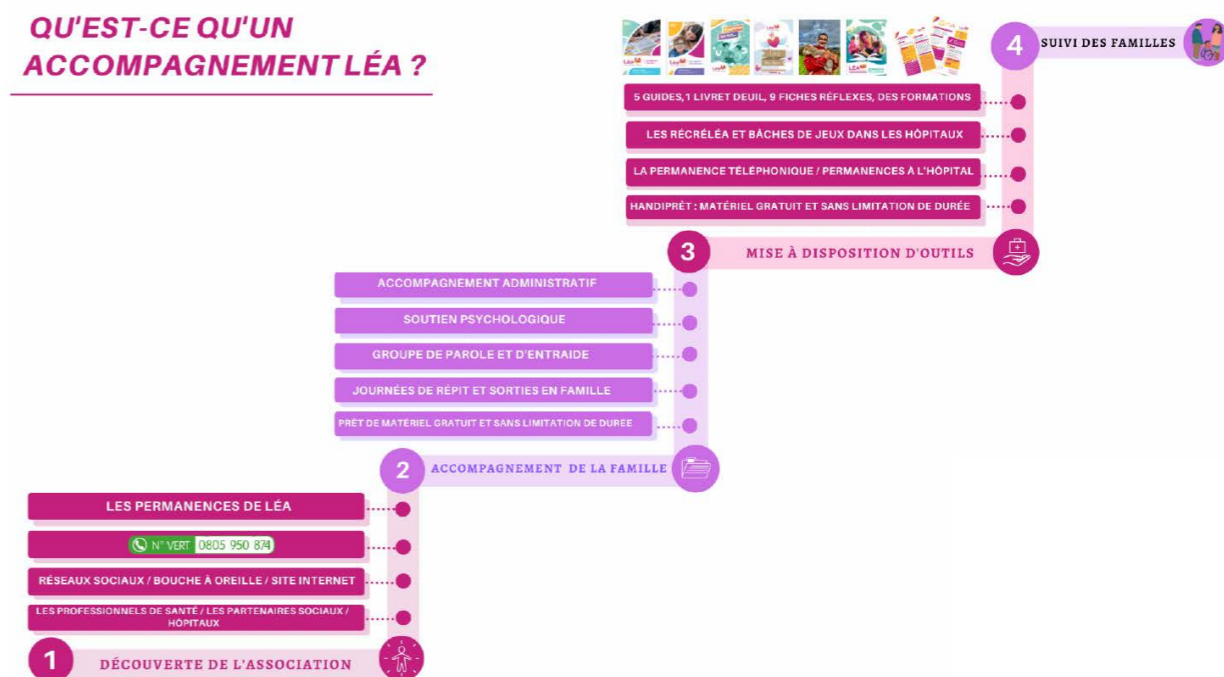 QU'EST-CE QU'UN
ACCOMPAGNEMENT LÉA ?
4
SUIVI DES FAMILLES
5 GUIDES, 1 LIVRET DEUIL, 9 FICHES RÉFLEXES, DES FORMATIONS
LES RÉCRÉLÉA ET BÂCHES DE JEUX DANS LES HÔPITAUX
LA PERMANENCE TÉLÉPHONIQUE / PERMANENCES À L'HÔPITAL
HANDIPRÊT : MATÉRIEL GRATUIT ET SANS LIMITATION DE DURÉE
3
MISE À DISPOSITION D'OUTILS
ACCOMPAGNEMENT ADMINISTRATIF
SOUTIEN PSYCHOLOGIQUE
GROUPE DE PAROLE ET D'ENTRAIDE
JOURNÉES DE RÉPIT ET SORTIES EN FAMILLE
PRÊT DE MATÉRIEL GRATUIT ET SANS LIMITATION DE DURÉE
2
ACCOMPAGNEMENT DE LA FAMILLE
LES PERMANENCES DE LÉA
N° VERT 0805 950 874
RÉSEAUX SOCIAUX / BOUCHE À OREILLE / SITE INTERNET
LES PROFESSIONNELS DE SANTÉ / LES PARTENAIRES SOCIAUX /
HÔPITAUX
1
DÉCOUVERTE DE L'ASSOCIATION